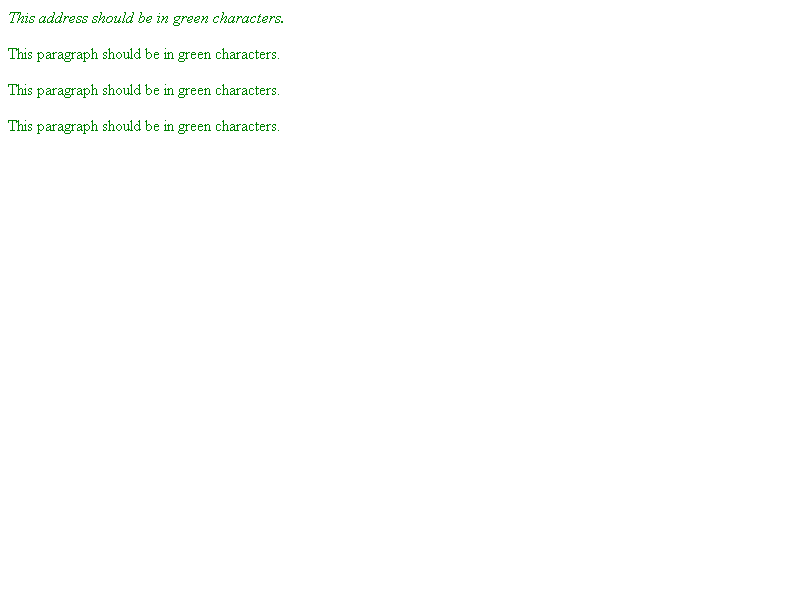 This address should be in green characters.
This paragraph should be in green characters.
This paragraph should be in green characters.
This paragraph should be in green characters.